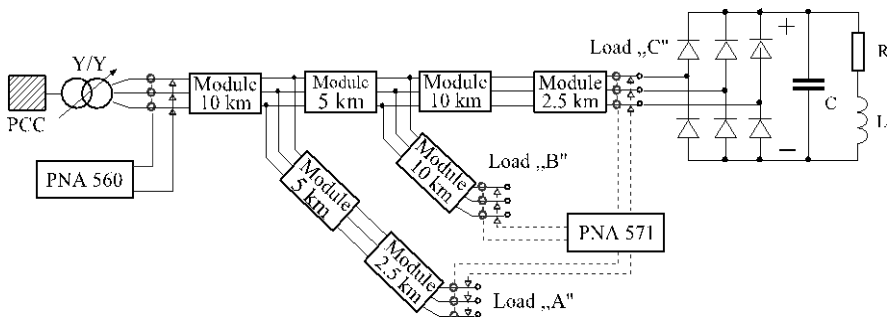 Load „C"
+
Y/Y
R
Module
10 km
Module
5 km
Module
10 km
Module
2.5 km
C
PCC
L
PNA 560
Load „B"
Module
5 km
Module
10 km
PNA 571
Module
2.5 km
Load „A"